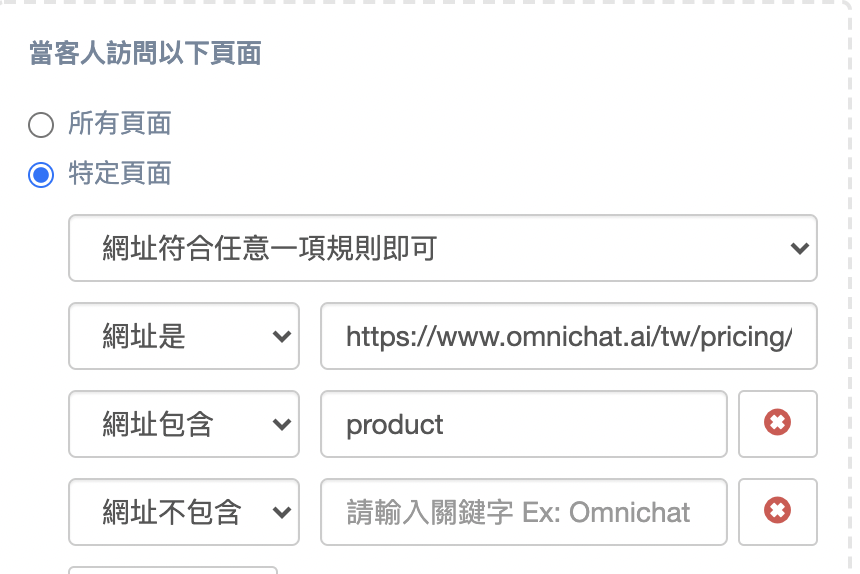 當客人訪問以下頁面
所有頁面
特定頁面
網址符合任意一項規則即可
網址是 https://www.omnichat.ai/tw/pricing/
網址包含 product
網址不包含 請輸入關鍵字 Ex: Omnichat